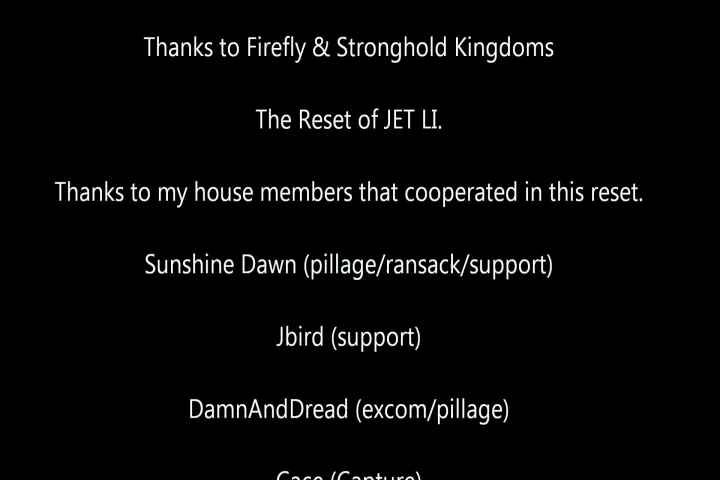 Thanks to Firefly & Stronghold Kingdoms
The Reset of JET LI.
Thanks to my house members that cooperated in this reset.
Sunshine Dawn (pillage/ransack/support)
Jbird (support)
DamnAndDread (excom/pillage)
(Capture)